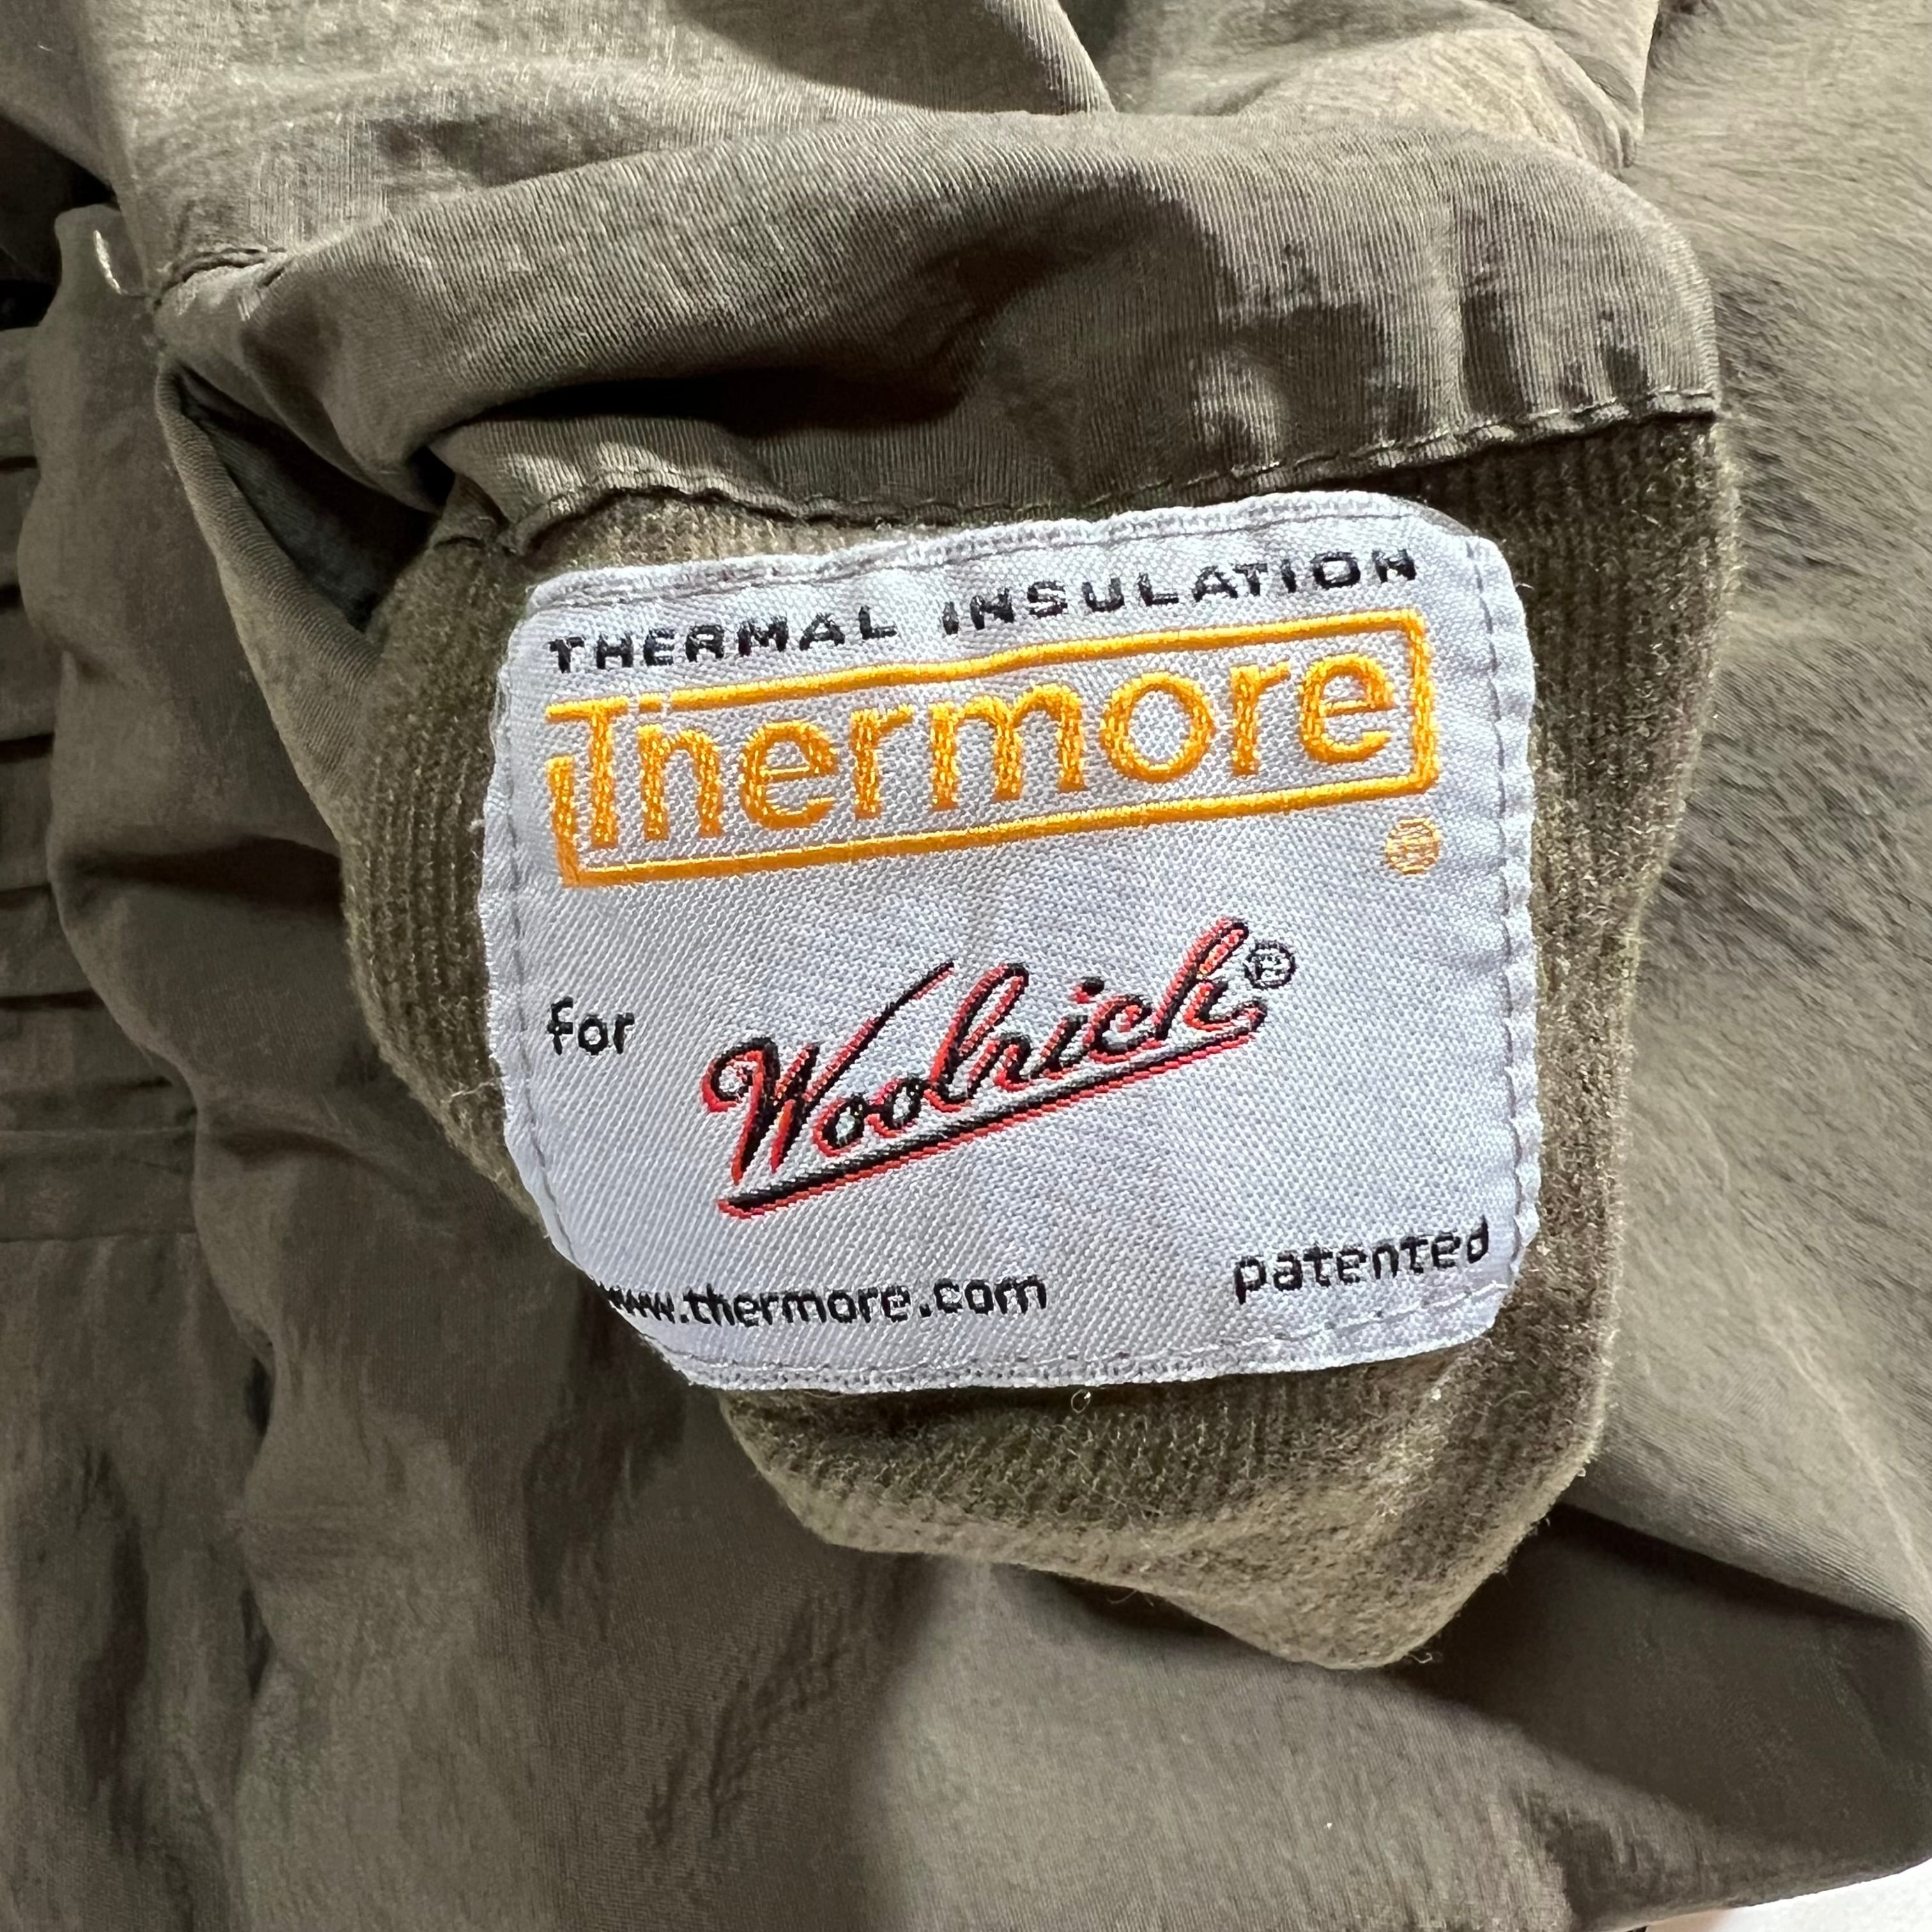 THERMAL INSULATION
Thermore
for Woolrich®
www.thermore.com patented